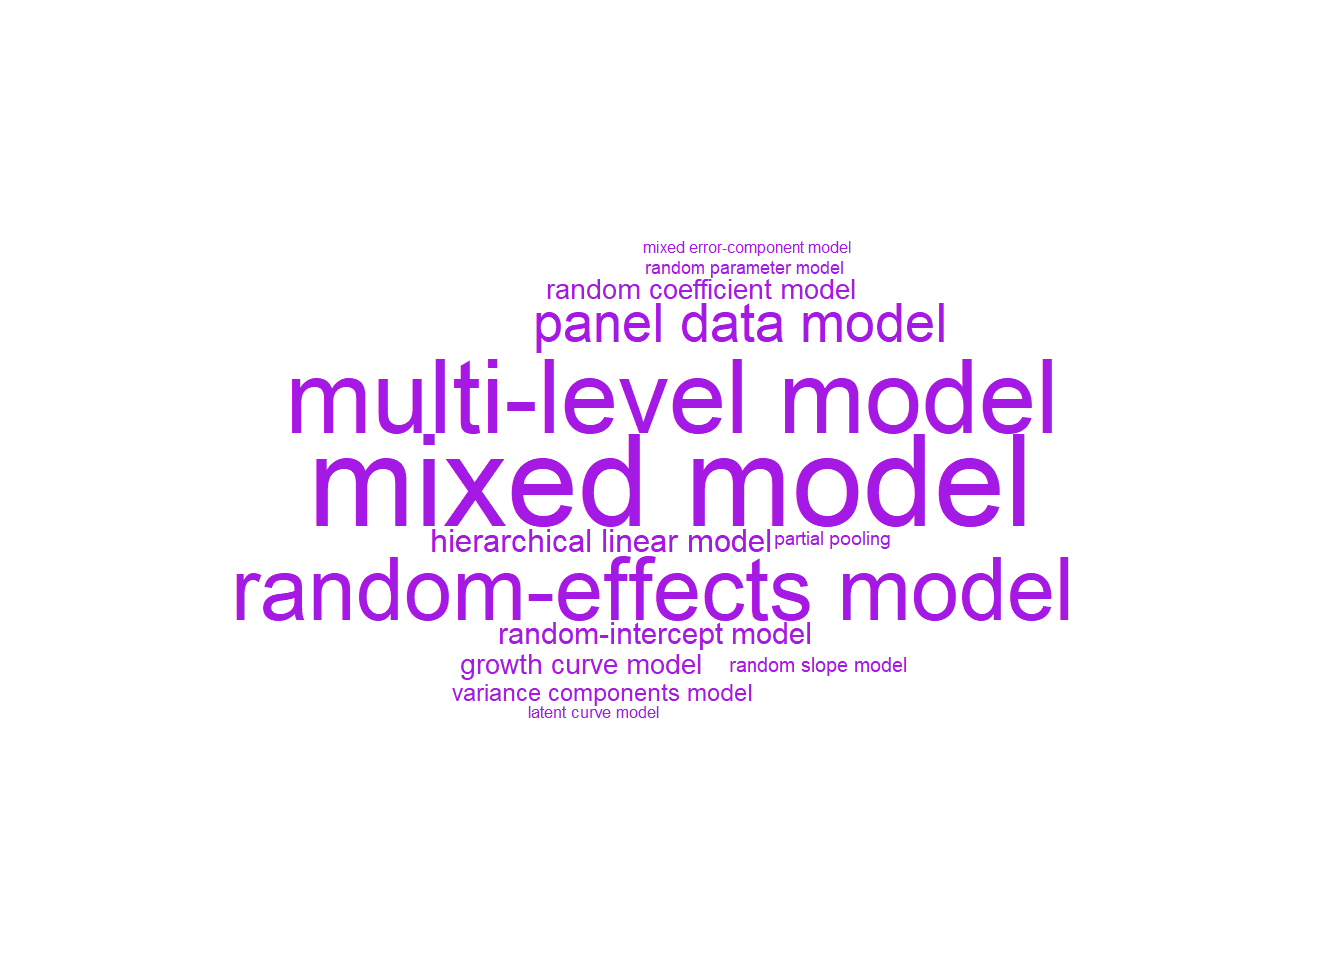 mixed error-component model
random parameter model
random coefficient model
panel data model
multi-level model
mixed model
hierarchical linear model partial pooling
random-effects model
random-intercept model
growth curve model random slope model
variance components model
latent curve model